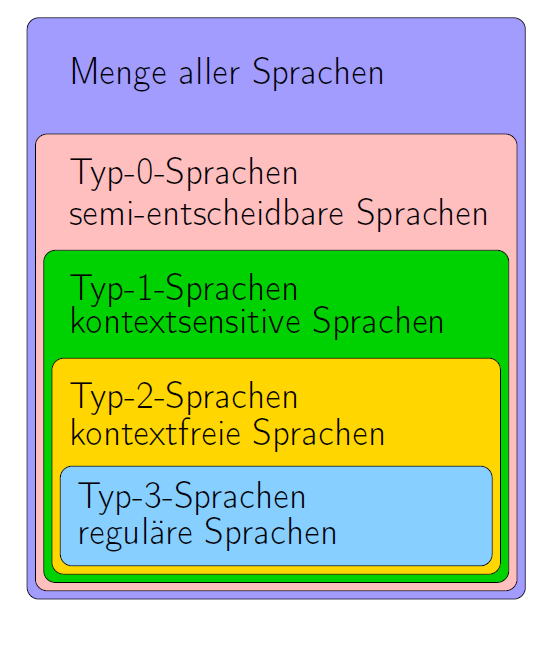 Menge aller Sprachen
Typ-0-Sprachen
semi-entscheidbare Sprachen
Typ-1-Sprachen
kontextsensitive Sprachen
Typ-2-Sprachen
kontextfreie Sprachen
Typ-3-Sprachen
reguläre Sprachen